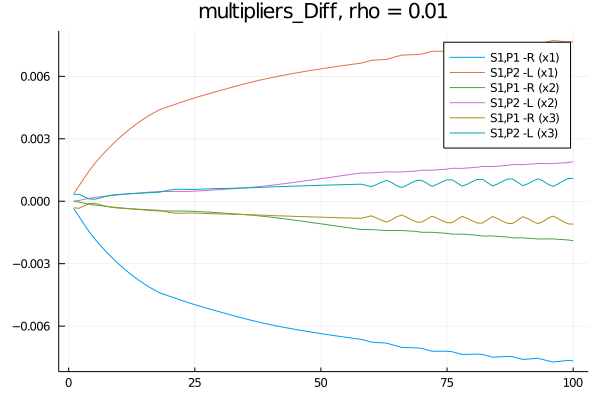 multipliers_Diff, rho = 0.01
S1,P1 -R (x1)
S1,P2 -L (x1)
S1,P1 -R (x2)
S1,P2 -L (x2)
S1,P1 -R (x3)
S1,P2 -L (x3)
0.006
0.003
0.000
−0.003
−0.006
0 25 50 75 100